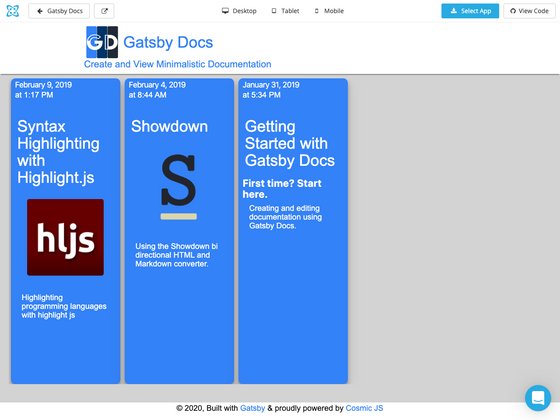 Gatsby Docs
Desktop
Tablet
Mobile
Select App
View Code
GD Gatsby Docs
Create and View Minimalistic Documentation
February 9, 2019
at 1:17 PM
Syntax
Highlighting
with
Highlight.js
hljs
Highlighting
programming languages
with highlight js
February 4, 2019
at 8:44 AM
Showdown
S
Using the Showdown bi
directional HTML and
Markdown converter.
January 31, 2019
at 5:34 PM
Getting
Started with
Gatsby Docs
First time? Start
here.
Creating and editing
documentation using
Gatsby Docs.
© 2020, Built with Gatsby & proudly powered by Cosmic JS